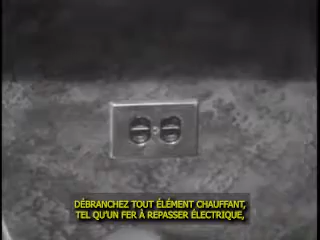 DÉBRANCHEZ TOUT ÉLÉMENT CHAUFFANT,
TEL QU'UN FER À REPASSER ÉLECTRIQUE,